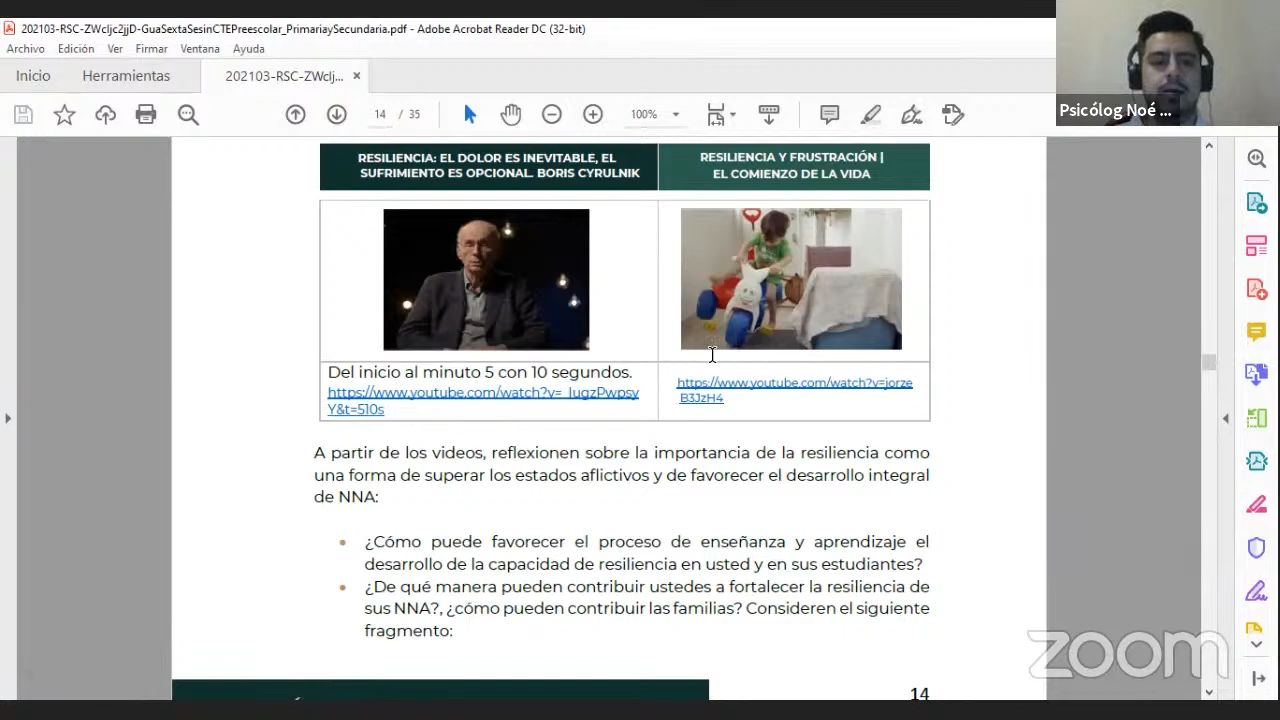 202103-RSC-ZWcljc2jjD-GuaSextaSesinCTEPreescolar_PrimariaySecundaria.pdf - Adobe Acrobat Reader DC (32-bit)
Archivo Edición Ver Firmar Ventana Ayuda
Inicio Herramientas 202103-RSC-ZWclj... ×
14 / 35 100%
Psicólog Noé ...
RESILIENCIA: EL DOLOR ES INEVITABLE, EL
SUFRIMIENTO ES OPCIONAL. BORIS CYRULNIK
RESILIENCIA Y FRUSTRACIÓN |
EL COMIENZO DE LA VIDA
Del inicio al minuto 5 con 10 segundos.
https://www.youtube.com/watch?v=_IugzPwpsy
Y&t=510s
https://www.youtube.com/watch?v=jorze
B3JzH4
A partir de los videos, reflexionen sobre la importancia de la resiliencia como
una forma de superar los estados aflictivos y de favorecer el desarrollo integral
de NNA:
• ¿Cómo puede favorecer el proceso de enseñanza y aprendizaje el
desarrollo de la capacidad de resiliencia en usted y en sus estudiantes?
• ¿De qué manera pueden contribuir ustedes a fortalecer la resiliencia de
sus NNA?, ¿cómo pueden contribuir las familias? Consideren el siguiente
fragmento:
14
zoom